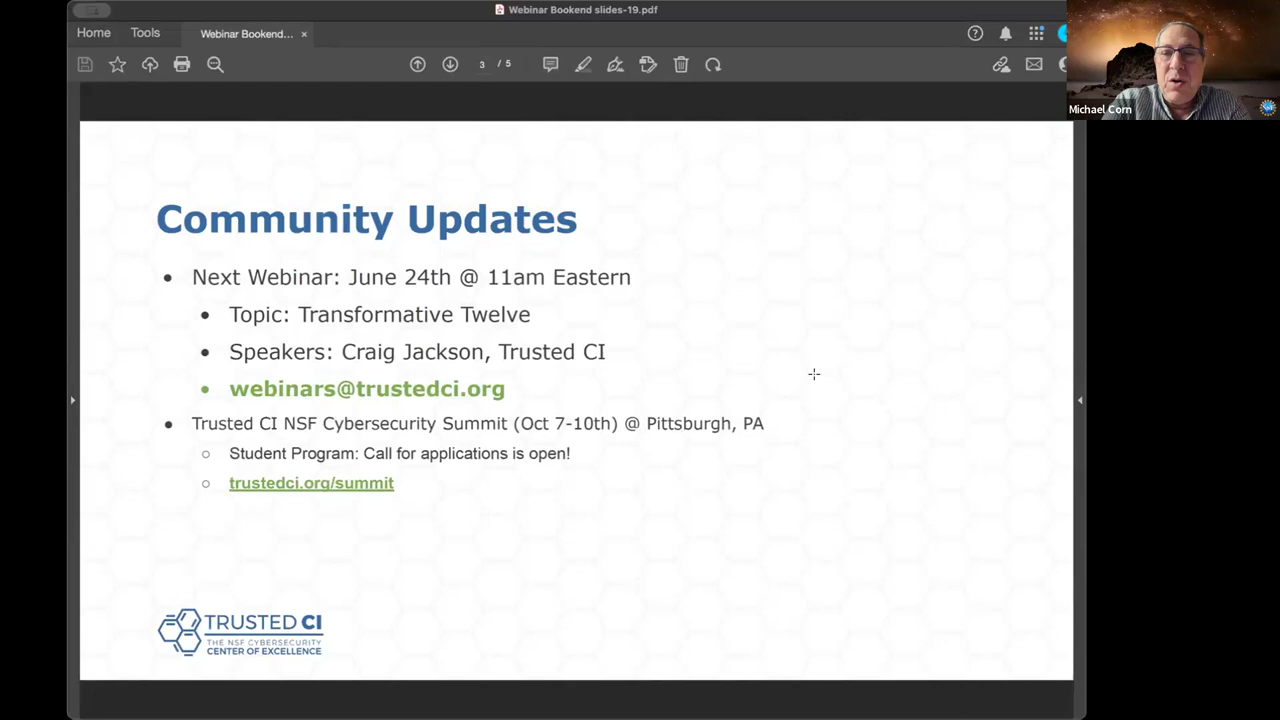 Webinar Bookend slides-19.pdf
Home
Tools
Webinar Bookend... ×
3 / 5
Michael Corn
Community Updates
• Next Webinar: June 24th @ 11am Eastern
• Topic: Transformative Twelve
• Speakers: Craig Jackson, Trusted CI
• webinars@trustedci.org
• Trusted CI NSF Cybersecurity Summit (Oct 7-10th) @ Pittsburgh, PA
○ Student Program: Call for applications is open!
○ trustedci.org/summit
TRUSTED CI
THE NSF CYBERSECURITY
CENTER OF EXCELLENCE